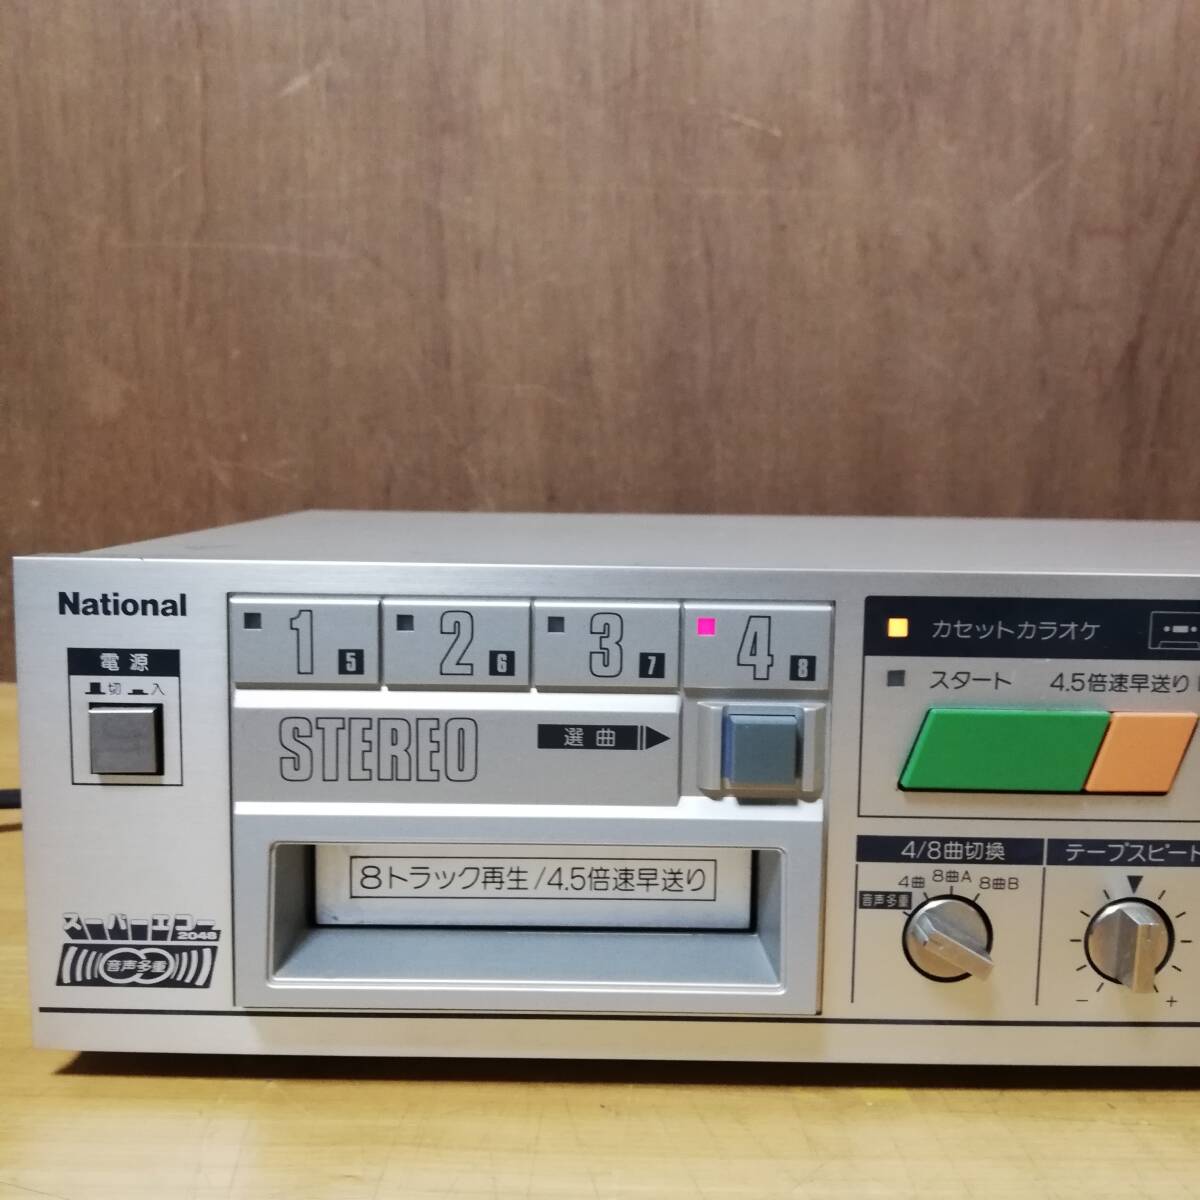 National
電源
切 入
1 5
2 6
3 7
4 8
STEREO
選曲
8トラック再生/4.5倍速早送り
スーパーエコー
2048
音声多重
カセットカラオケ
スタート 4.5倍速早送り
4/8曲切換
音声多重
4曲 8曲A 8曲B
テープスピード
- +